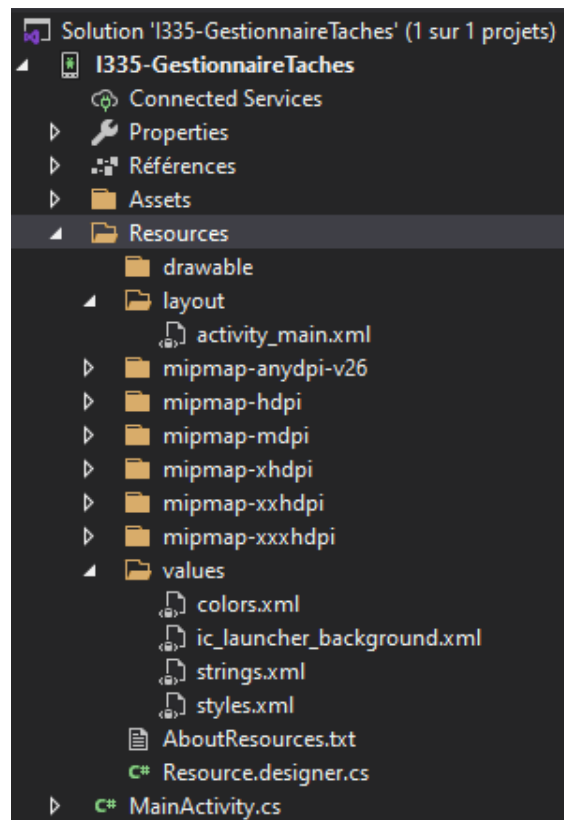 Solution 'I335-GestionnaireTaches' (1 sur 1 projets)
I335-GestionnaireTaches
Connected Services
Properties
Références
Assets
Resources
drawable
layout
activity_main.xml
mipmap-anydpi-v26
mipmap-hdpi
mipmap-mdpi
mipmap-xhdpi
mipmap-xxhdpi
mipmap-xxxhdpi
values
colors.xml
ic_launcher_background.xml
strings.xml
styles.xml
AboutResources.txt
C# Resource.designer.cs
C# MainActivity.cs